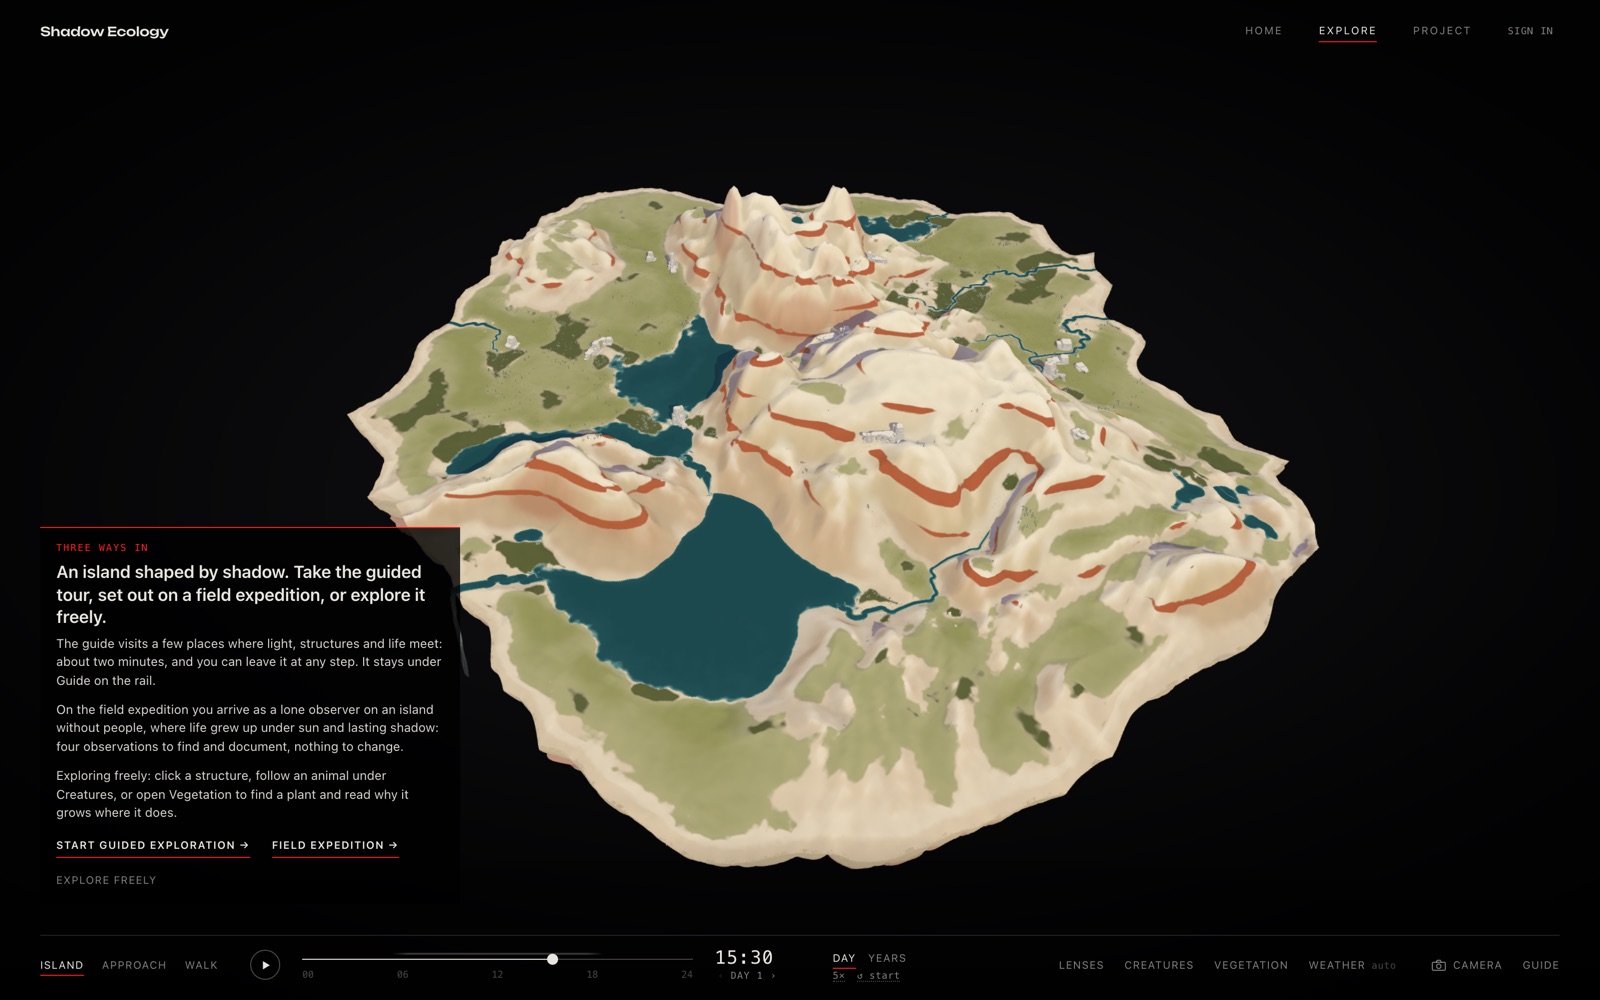 Shadow Ecology
HOME EXPLORE PROJECT SIGN IN
THREE WAYS IN
An island shaped by shadow. Take the guided
tour, set out on a field expedition, or explore it
freely.
The guide visits a few places where light, structures and life meet:
about two minutes, and you can leave it at any step. It stays under
Guide on the rail.
On the field expedition you arrive as a lone observer on an island
without people, where life grew up under sun and lasting shadow:
four observations to find and document, nothing to change.
Exploring freely: click a structure, follow an animal under
Creatures, or open Vegetation to find a plant and read why it
grows where it does.
START GUIDED EXPLORATION → FIELD EXPEDITION →
EXPLORE FREELY
ISLAND APPROACH WALK
00 06 12 18 24
15:30
DAY 1 ›
DAY YEARS
5× ↺ start
LENSES CREATURES VEGETATION WEATHER auto CAMERA GUIDE